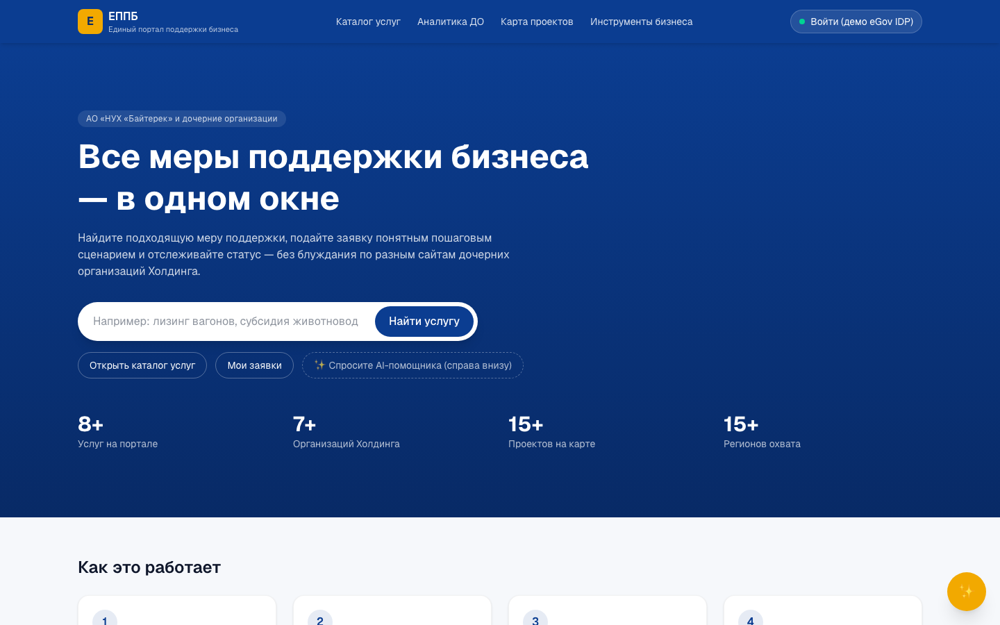 Е
ЕППБ
Единый портал поддержки бизнеса
Каталог услуг
Аналитика ДО
Карта проектов
Инструменты бизнеса
Войти (демо eGov IDP)
АО «НУХ «Байтерек» и дочерние организации
Все меры поддержки бизнеса
— в одном окне
Найдите подходящую меру поддержки, подайте заявку понятным пошаговым
сценарием и отслеживайте статус — без блуждания по разным сайтам дочерних
организаций Холдинга.
Например: лизинг вагонов, субсидия животновод
Найти услугу
Открыть каталог услуг
Мои заявки
✨ Спросите AI-помощника (справа внизу)
8+
Услуг на портале
7+
Организаций Холдинга
15+
Проектов на карте
15+
Регионов охвата
Как это работает
1
2
3
4